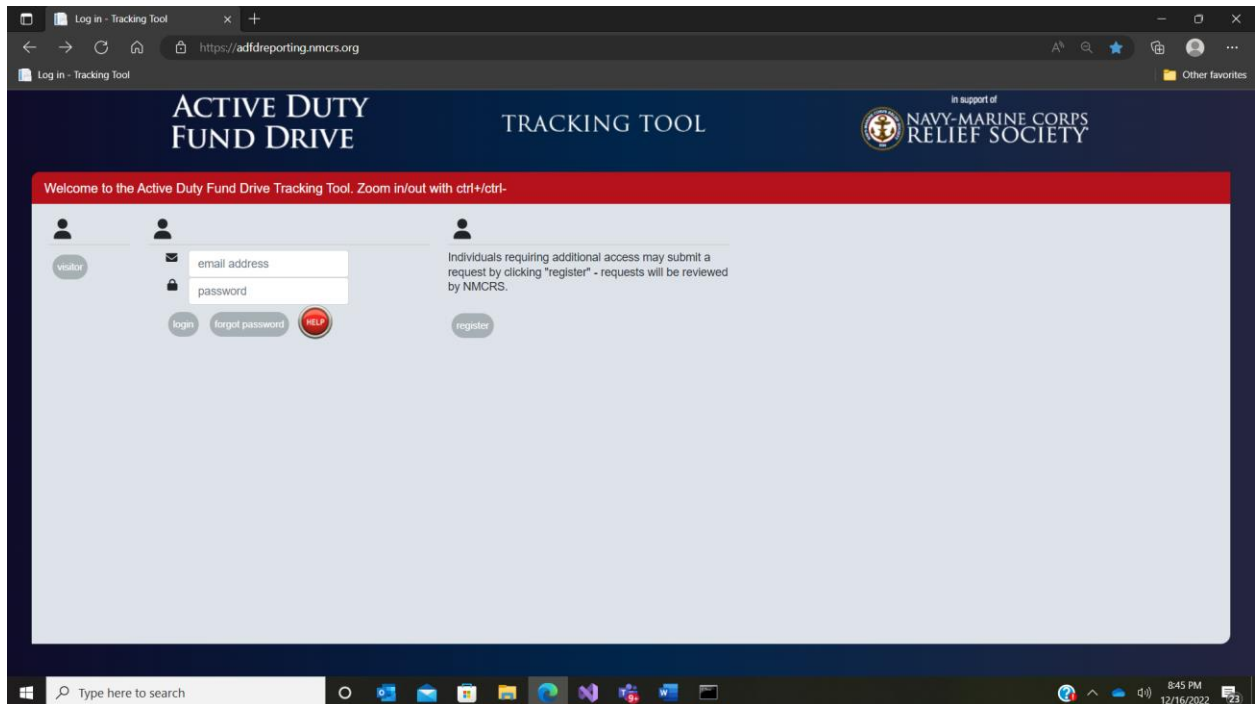 Log in - Tracking Tool
https://adfdreporting.nmcrs.org
Log in - Tracking Tool
Other favorites
ACTIVE DUTY
FUND DRIVE
TRACKING TOOL
in support of
NAVY-MARINE CORPS
RELIEF SOCIETY
Welcome to the Active Duty Fund Drive Tracking Tool. Zoom in/out with ctrl+/ctrl-
visitor
email address
password
login forgot password HELP
Individuals requiring additional access may submit a
request by clicking "register" - requests will be reviewed
by NMCRS.
register
Type here to search
8:45 PM
12/16/2022
23